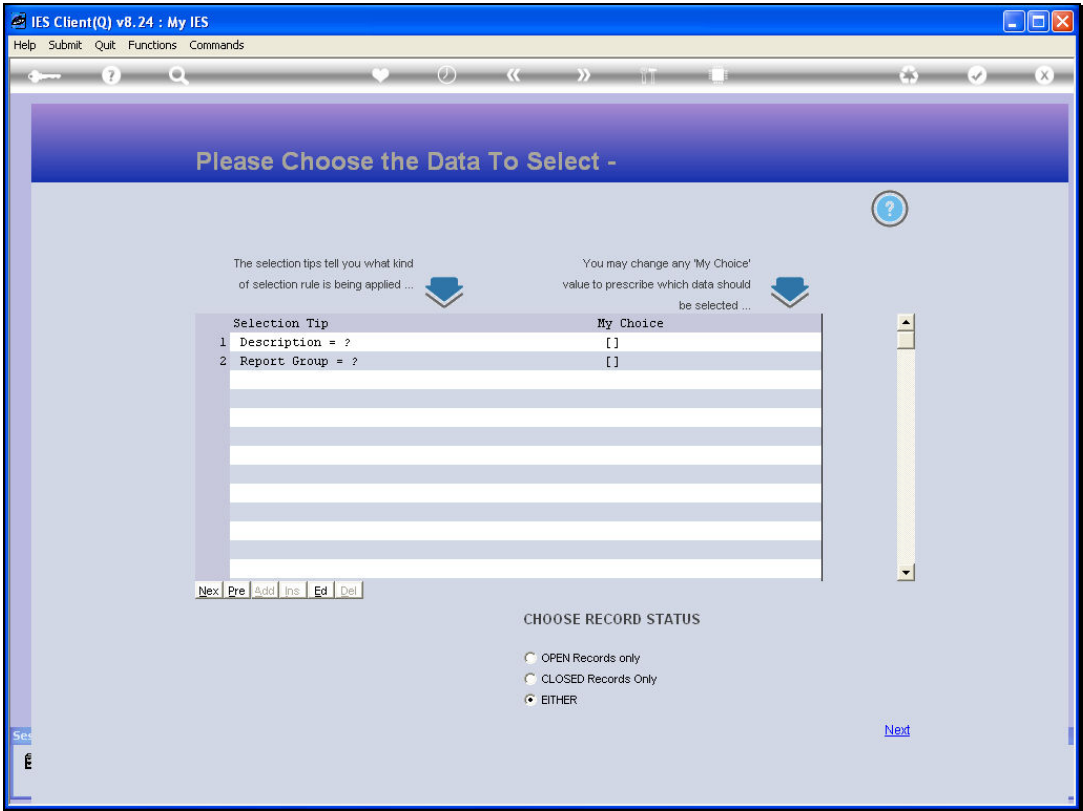 IES Client(Q) v8.24 : My IES
Help Submit Quit Functions Commands
Please Choose the Data To Select -
The selection tips tell you what kind
of selection rule is being applied ...
You may change any 'My Choice'
value to prescribe which data should
be selected ...
Selection Tip My Choice
1 Description = ? []
2 Report Group = ? []
Nex Pre Add Ins Ed Del
CHOOSE RECORD STATUS
OPEN Records only
CLOSED Records Only
EITHER
Next